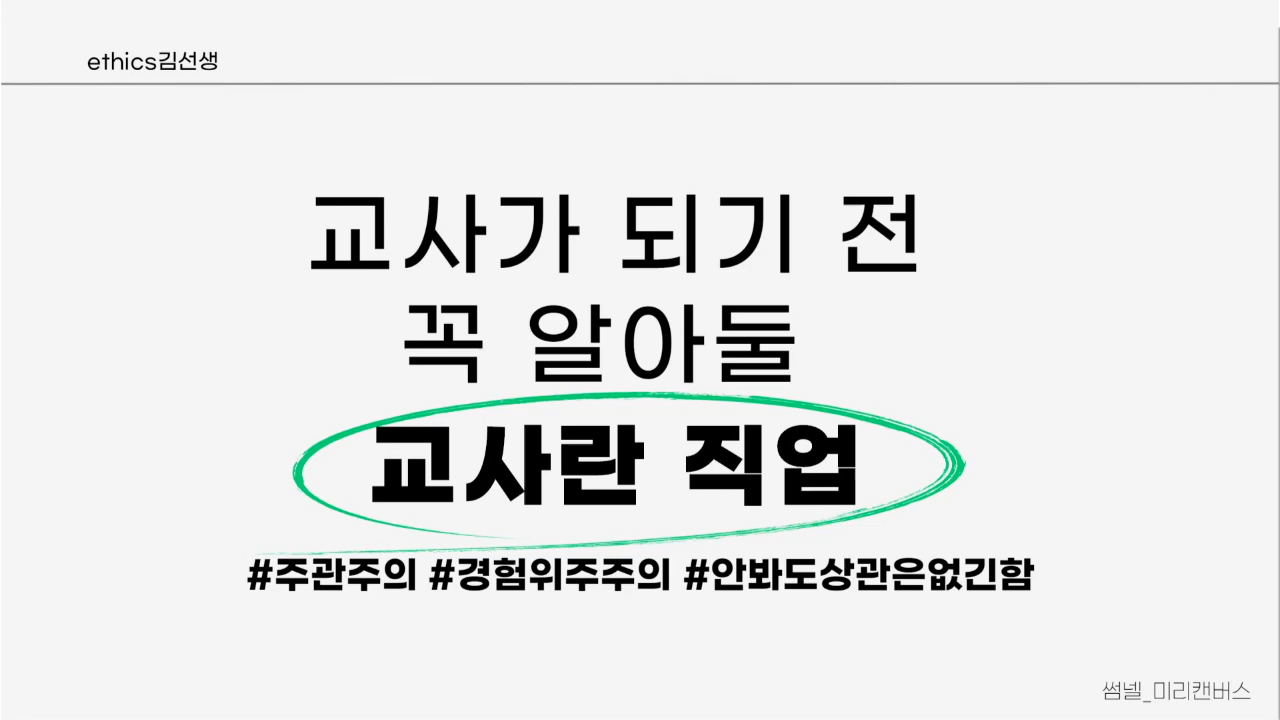 ethics김선생
교사가 되기 전
꼭 알아둘
교사란 직업
#주관주의 #경험위주주의 #안봐도상관은없긴함
썸넬_미리캔버스